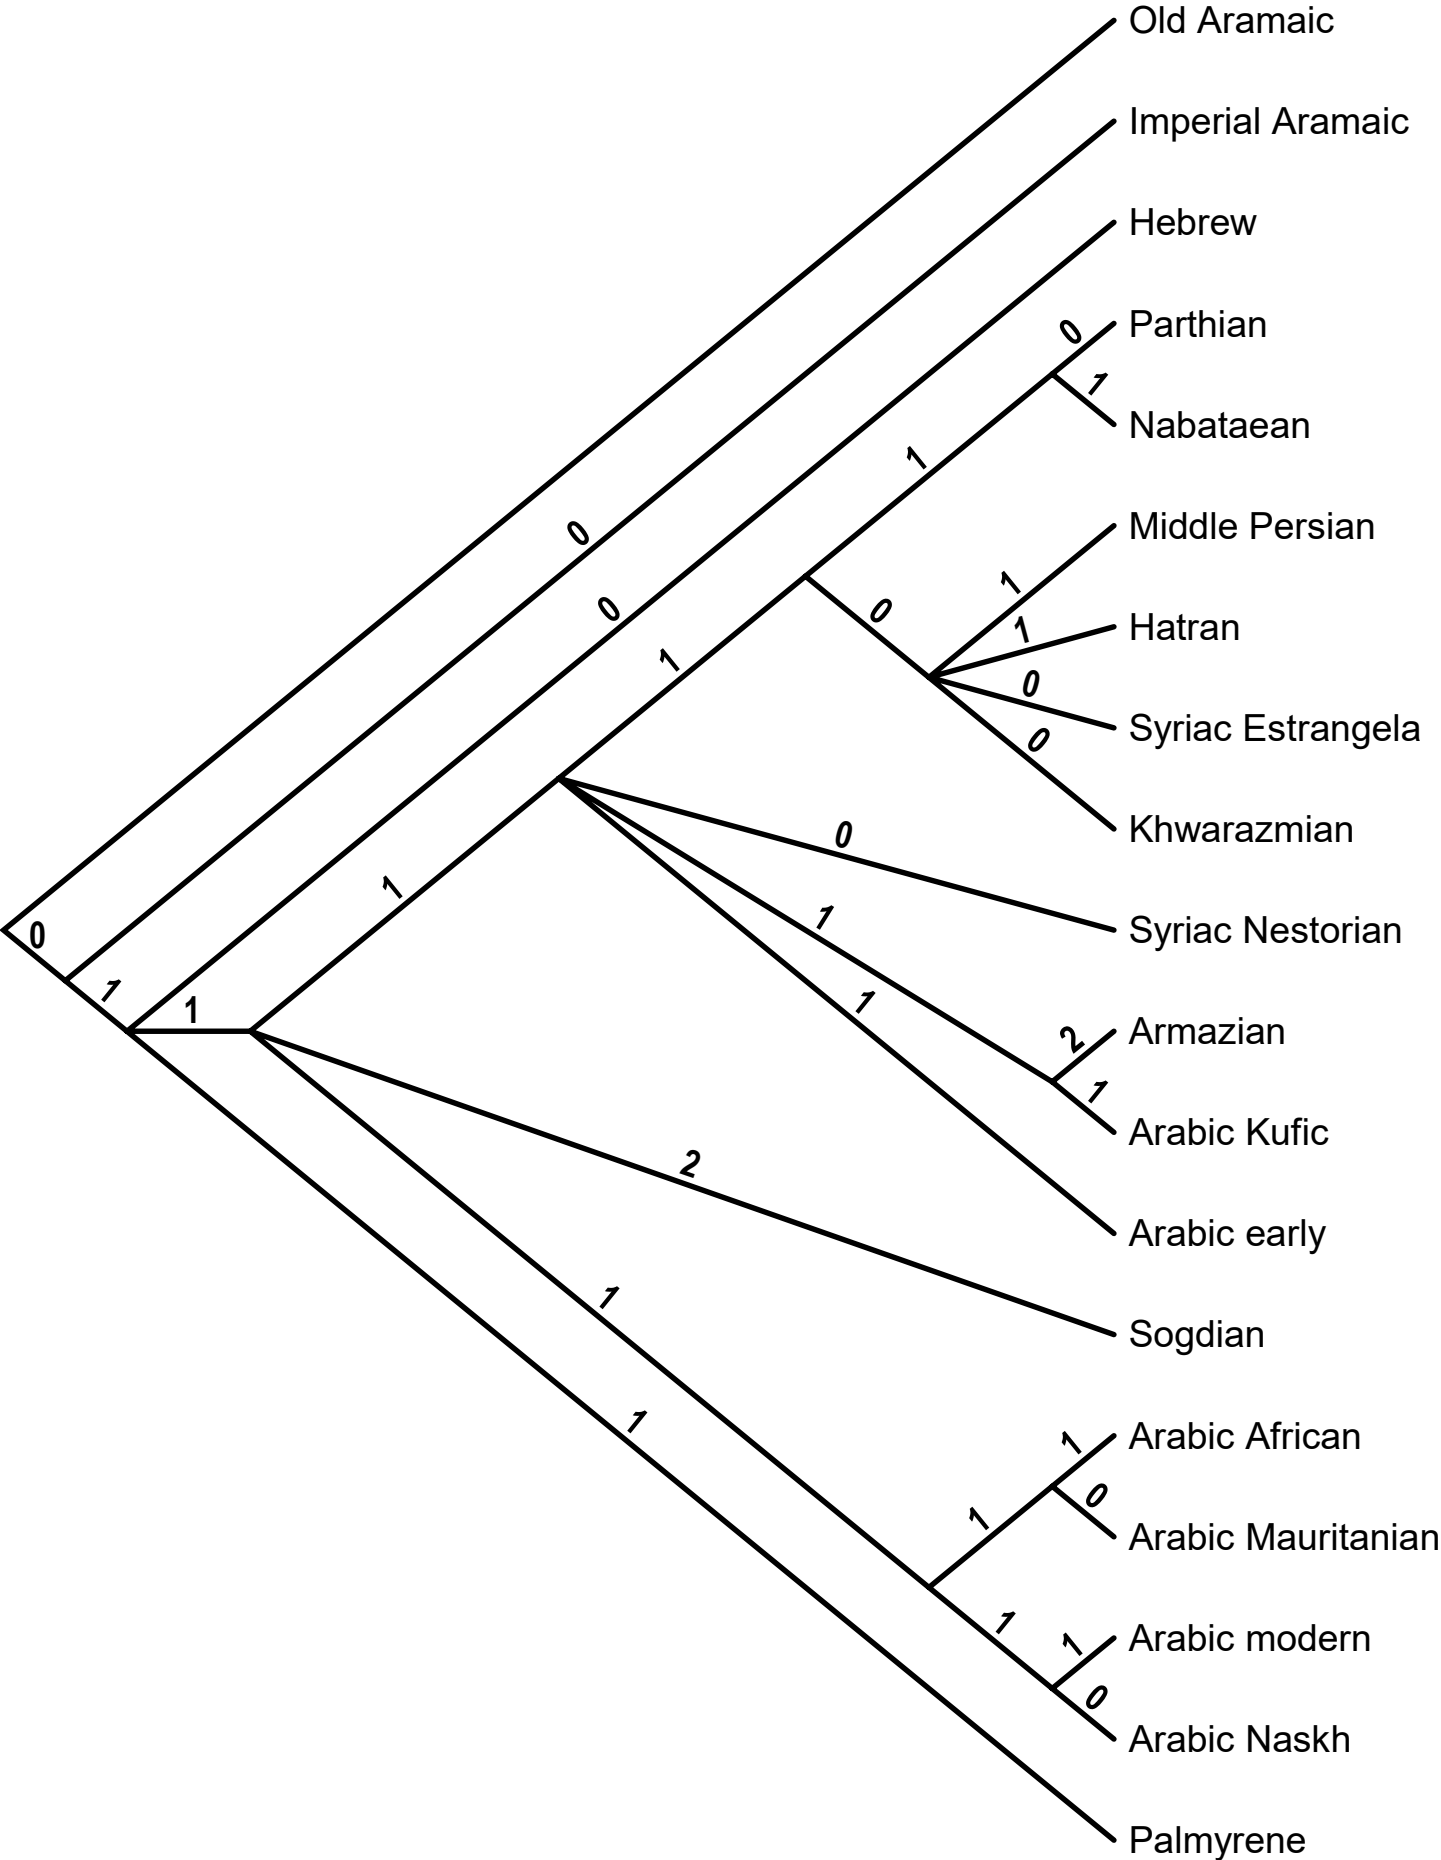 Old Aramaic
Imperial Aramaic
Hebrew
0 Parthian
1
Nabataean
1
0
Middle Persian
1
0
0
1
Hatran
1
0
Syriac Estrangela
0
Khwarazmian
0
1
1
Syriac Nestorian
0
1
1
1
2 Armazian
1
Arabic Kufic
2
Arabic early
1
Sogdian
1
1 Arabic African
0
1
Arabic Mauritanian
1
1 Arabic modern
0
Arabic Naskh
Palmyrene